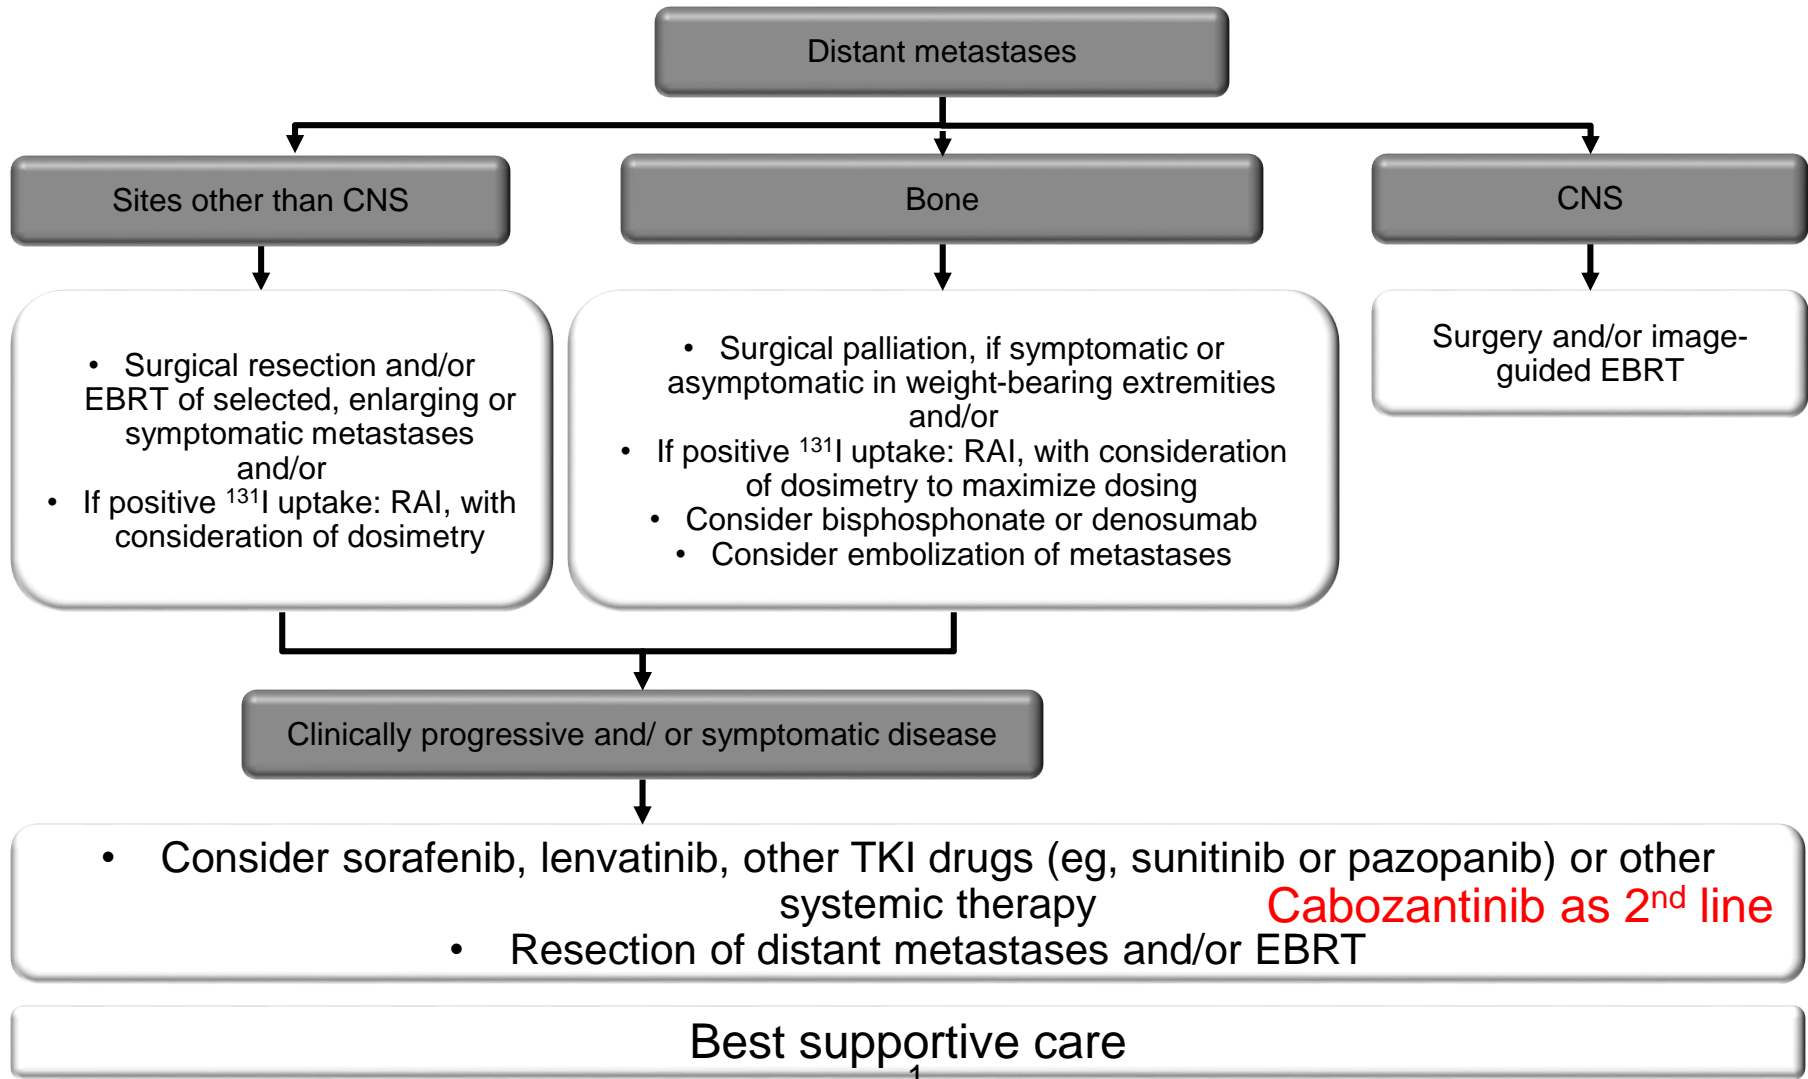 Distant metastases
Sites other than CNS
Bone
CNS
• Surgical resection and/or
EBRT of selected, enlarging or
symptomatic metastases
and/or
• If positive ¹³¹I uptake: RAI, with
consideration of dosimetry
• Surgical palliation, if symptomatic or
asymptomatic in weight-bearing extremities
and/or
• If positive ¹³¹I uptake: RAI, with consideration
of dosimetry to maximize dosing
• Consider bisphosphonate or denosumab
• Consider embolization of metastases
Surgery and/or image-
guided EBRT
Clinically progressive and/ or symptomatic disease
• Consider sorafenib, lenvatinib, other TKI drugs (eg, sunitinib or pazopanib) or other
systemic therapy
Cabozantinib as 2ⁿᵈ line
• Resection of distant metastases and/or EBRT
Best supportive care
1